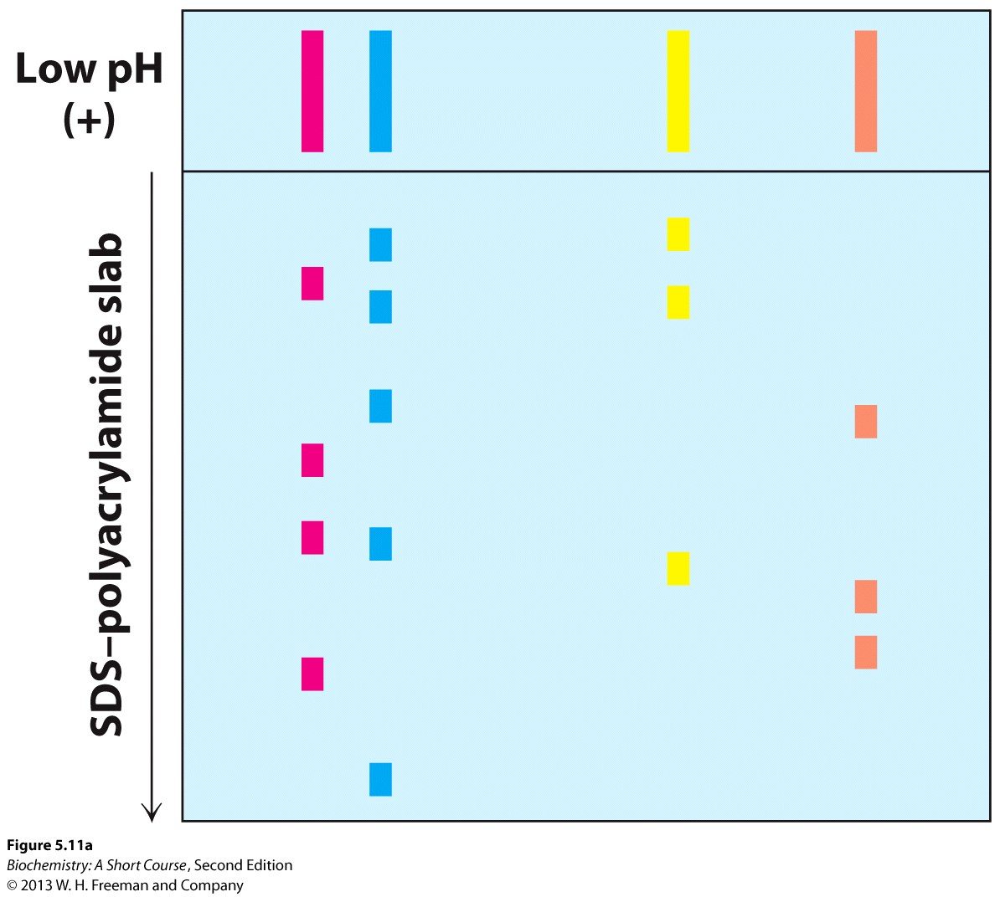 Low pH
(+)
SDS–polyacrylamide slab
Figure 5.11a
Biochemistry: A Short Course, Second Edition
© 2013 W. H. Freeman and Company